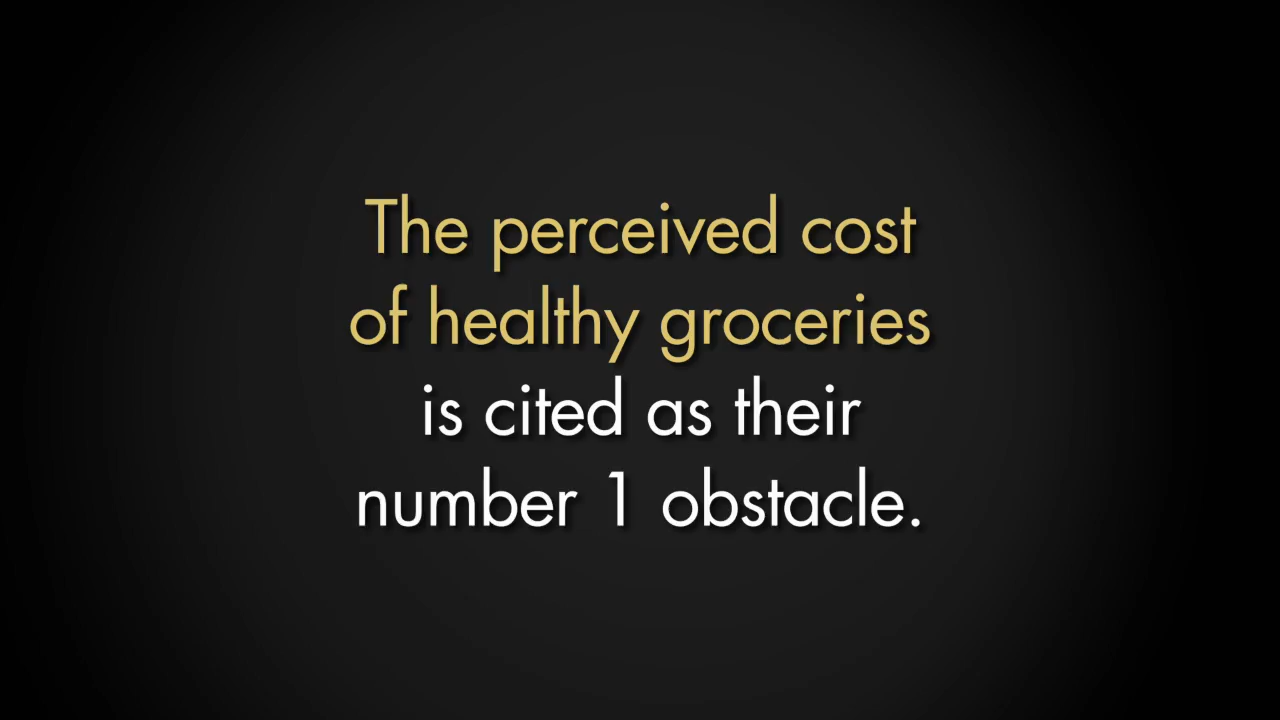 The perceived cost
of healthy groceries
is cited as their
number 1 obstacle.